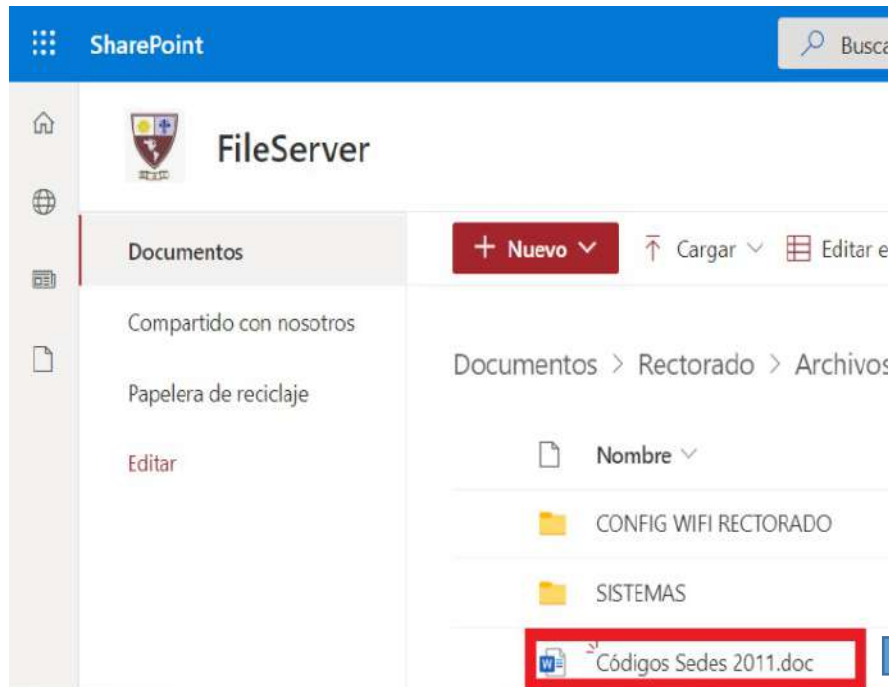 SharePoint
Busca
FileServer
Documentos
Compartido con nosotros
Papelera de reciclaje
Editar
+ Nuevo
Cargar
Editar e
Documentos > Rectorado > Archivos
Nombre
CONFIG WIFI RECTORADO
SISTEMAS
Códigos Sedes 2011.doc